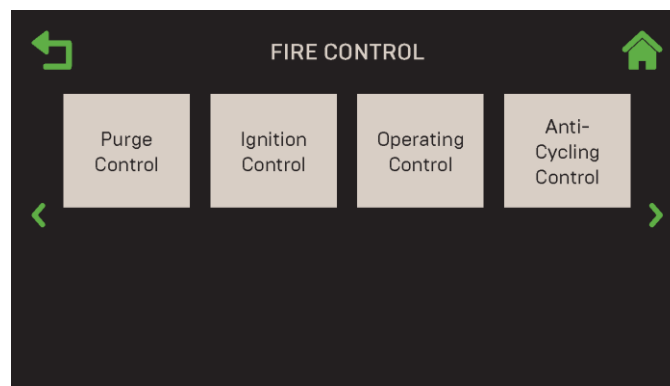 FIRE CONTROL
Purge
Control
Ignition
Control
Operating
Control
Anti-
Cycling
Control